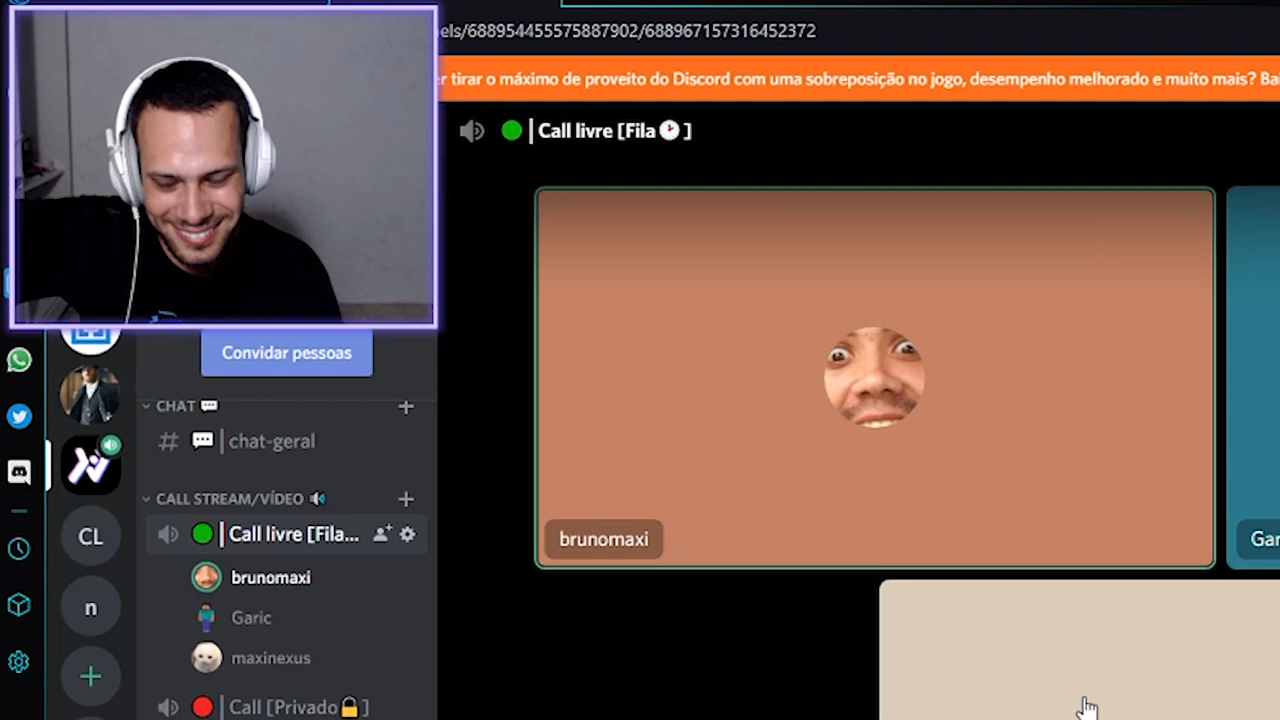 els/688954455575887902/688967157316452372
er tirar o máximo de proveito do Discord com uma sobreposição no jogo, desempenho melhorado e muito mais? Ba
Call livre [Fila🕑]
brunomaxi
Gar
Convidar pessoas
CHAT 💬
# 💬 | chat-geral
CALL STREAM/VÍDEO 🔊
Call livre [Fila...
brunomaxi
Garic
maxinexus
Call [Privado🔒]
CL
n